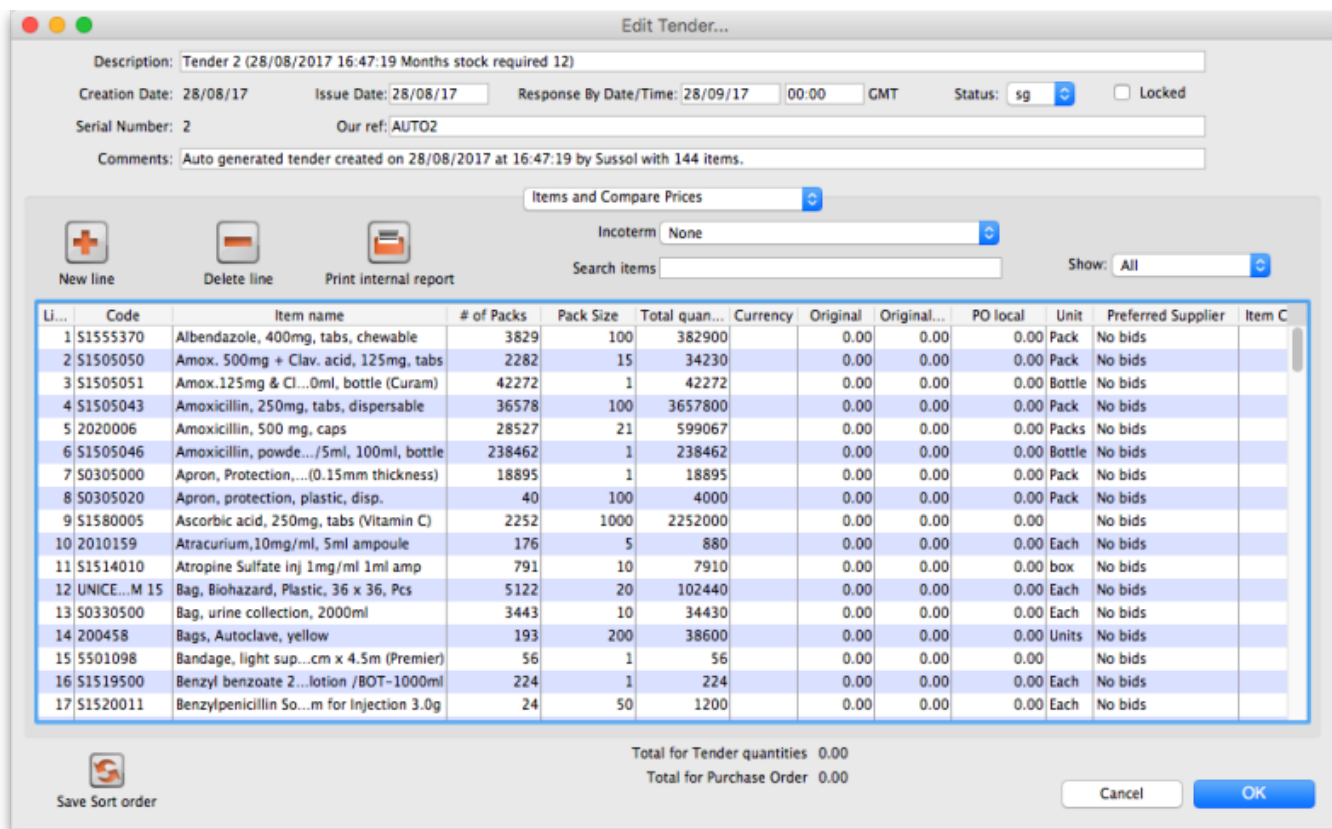 Edit Tender...
Description: Tender 2 (28/08/2017 16:47:19 Months stock required 12)
Creation Date: 28/08/17 Issue Date: 28/08/17 Response By Date/Time: 28/09/17 00:00 GMT Status: sg Locked
Serial Number: 2 Our ref: AUTO2
Comments: Auto generated tender created on 28/08/2017 at 16:47:19 by Sussol with 144 items.
Items and Compare Prices
Incoterm None
Search items Show: All
New line Delete line Print internal report
Li... Code Item name # of Packs Pack Size Total quan... Currency Original Original... PO local Unit Preferred Supplier Item C
1 S1555370 Albendazole, 400mg, tabs, chewable 3829 100 382900 0.00 0.00 0.00 Pack No bids
2 S1505050 Amox. 500mg + Clav. acid, 125mg, tabs 2282 15 34230 0.00 0.00 0.00 Pack No bids
3 S1505051 Amox.125mg & Cl...0ml, bottle (Curam) 42272 1 42272 0.00 0.00 0.00 Bottle No bids
4 S1505043 Amoxicillin, 250mg, tabs, dispersable 36578 100 3657800 0.00 0.00 0.00 Pack No bids
5 2020006 Amoxicillin, 500 mg, caps 28527 21 599067 0.00 0.00 0.00 Packs No bids
6 S1505046 Amoxicillin, powde.../5ml, 100ml, bottle 238462 1 238462 0.00 0.00 0.00 Bottle No bids
7 S0305000 Apron, Protection,...(0.15mm thickness) 18895 1 18895 0.00 0.00 0.00 Pack No bids
8 S0305020 Apron, protection, plastic, disp. 40 100 4000 0.00 0.00 0.00 Pack No bids
9 S1580005 Ascorbic acid, 250mg, tabs (Vitamin C) 2252 1000 2252000 0.00 0.00 0.00 No bids
10 2010159 Atracurium,10mg/ml, 5ml ampoule 176 5 880 0.00 0.00 0.00 Each No bids
11 S1514010 Atropine Sulfate inj 1mg/ml 1ml amp 791 10 7910 0.00 0.00 0.00 box No bids
12 UNICE...M 15 Bag, Biohazard, Plastic, 36 x 36, Pcs 5122 20 102440 0.00 0.00 0.00 Each No bids
13 S0330500 Bag, urine collection, 2000ml 3443 10 34430 0.00 0.00 0.00 Each No bids
14 200458 Bags, Autoclave, yellow 193 200 38600 0.00 0.00 0.00 Units No bids
15 5501098 Bandage, light sup...cm x 4.5m (Premier) 56 1 56 0.00 0.00 0.00 No bids
16 S1519500 Benzyl benzoate 2...lotion /BOT-1000ml 224 1 224 0.00 0.00 0.00 Each No bids
17 S1520011 Benzylpenicillin So...m for Injection 3.0g 24 50 1200 0.00 0.00 0.00 Each No bids
Total for Tender quantities 0.00
Total for Purchase Order 0.00
Save Sort order Cancel OK